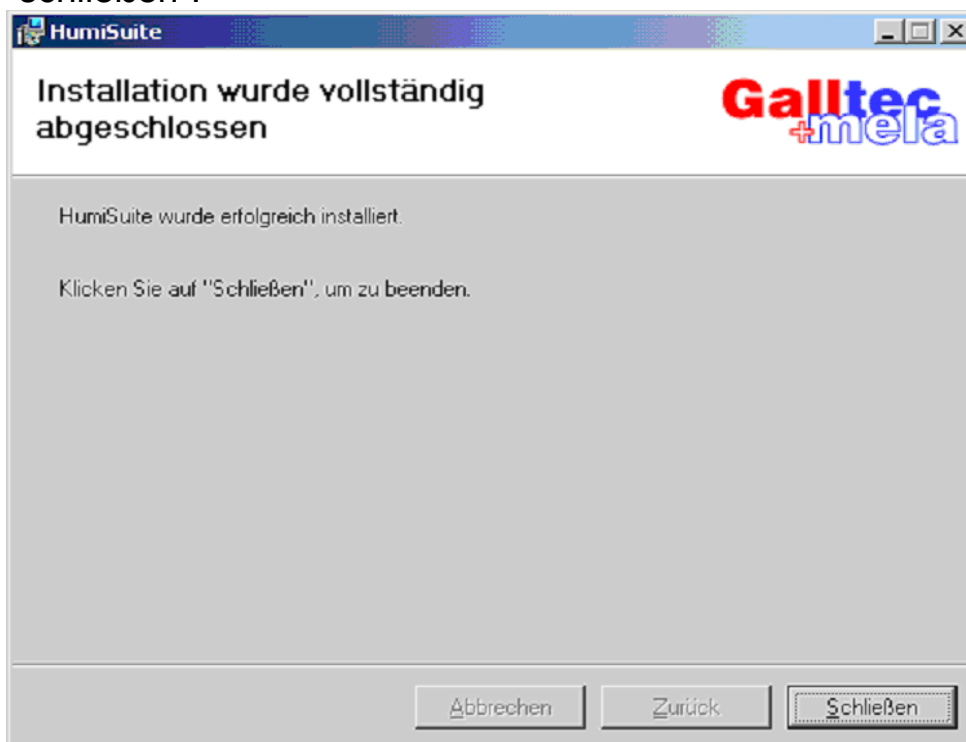 schließen".
HumiSuite
Installation wurde vollständig
abgeschlossen
Galltec
+mela
HumiSuite wurde erfolgreich installiert.
Klicken Sie auf "Schließen", um zu beenden.
Abbrechen
Zurück
Schließen